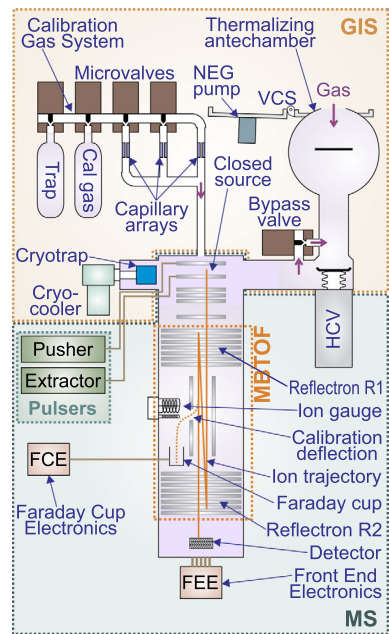 Calibration
Gas System
Thermalizing
antechamber
GIS
Microvalves
NEG
pump
VCS
Gas
Trap
Cal gas
Capillary
arrays
Closed
source
Bypass
valve
Cryotrap
Cryo-
cooler
HCV
Pusher
Extractor
Pulsers
MBTOF
Reflectron R1
Ion gauge
Calibration
deflection
FCE
Ion trajectory
Faraday cup
Faraday Cup
Electronics
Reflectron R2
Detector
FEE
Front End
Electronics
MS